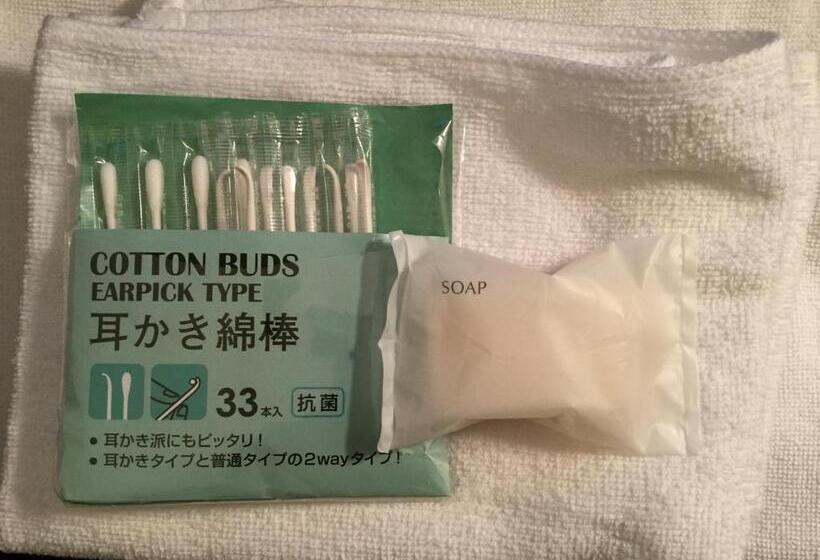 COTTON BUDS
EARPICK TYPE
耳かき綿棒
33本入 抗菌
● 耳かき派にもピッタリ!
● 耳かきタイプと普通タイプの2wayタイプ!
SOAP